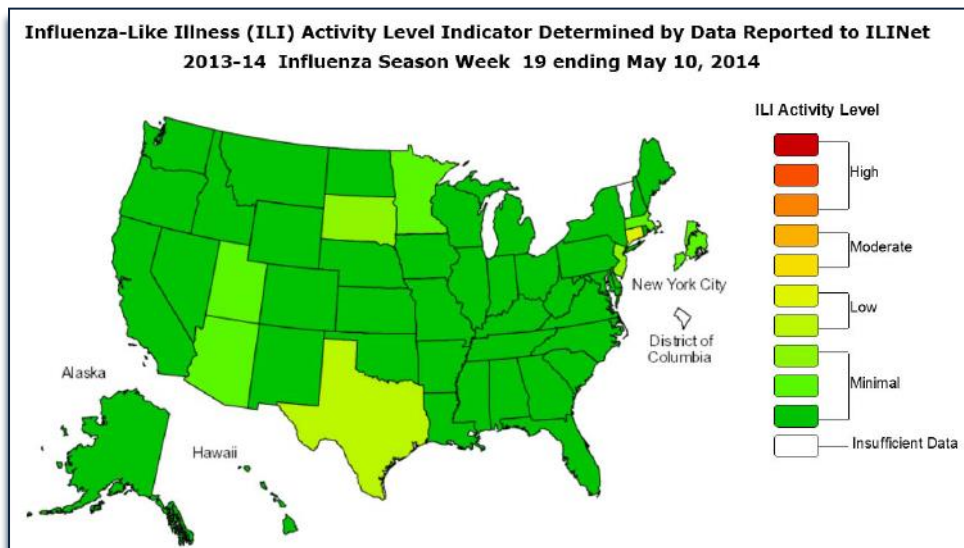 Influenza-Like Illness (ILI) Activity Level Indicator Determined by Data Reported to ILINet
2013-14 Influenza Season Week 19 ending May 10, 2014
ILI Activity Level
High
Moderate
New York City
Low
District of
Columbia
Alaska
Minimal
Hawaii
Insufficient Data